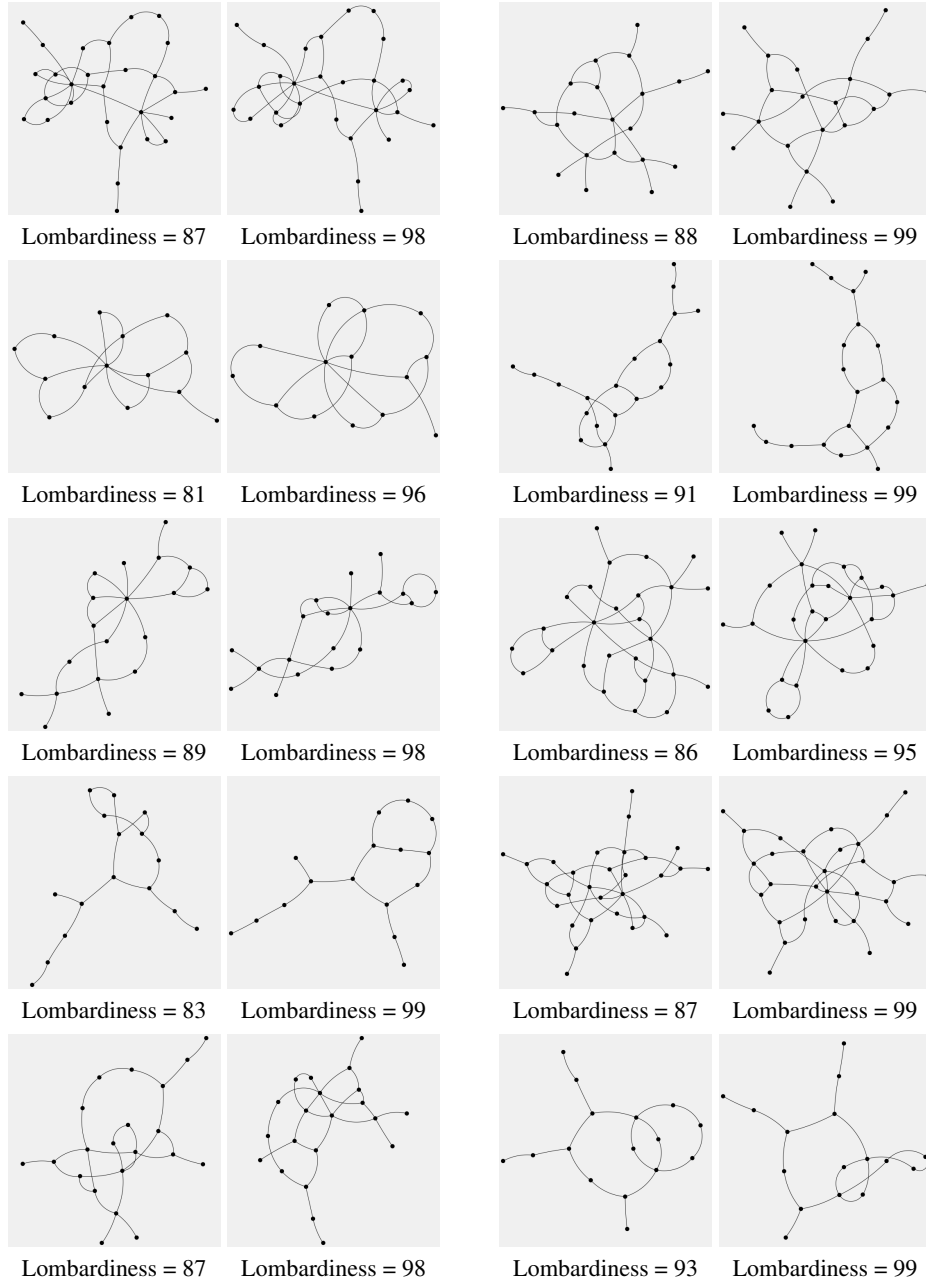 Lombardiness = 87 Lombardiness = 98 Lombardiness = 88 Lombardiness = 99
Lombardiness = 81 Lombardiness = 96 Lombardiness = 91 Lombardiness = 99
Lombardiness = 89 Lombardiness = 98 Lombardiness = 86 Lombardiness = 95
Lombardiness = 83 Lombardiness = 99 Lombardiness = 87 Lombardiness = 99
Lombardiness = 87 Lombardiness = 98 Lombardiness = 93 Lombardiness = 99